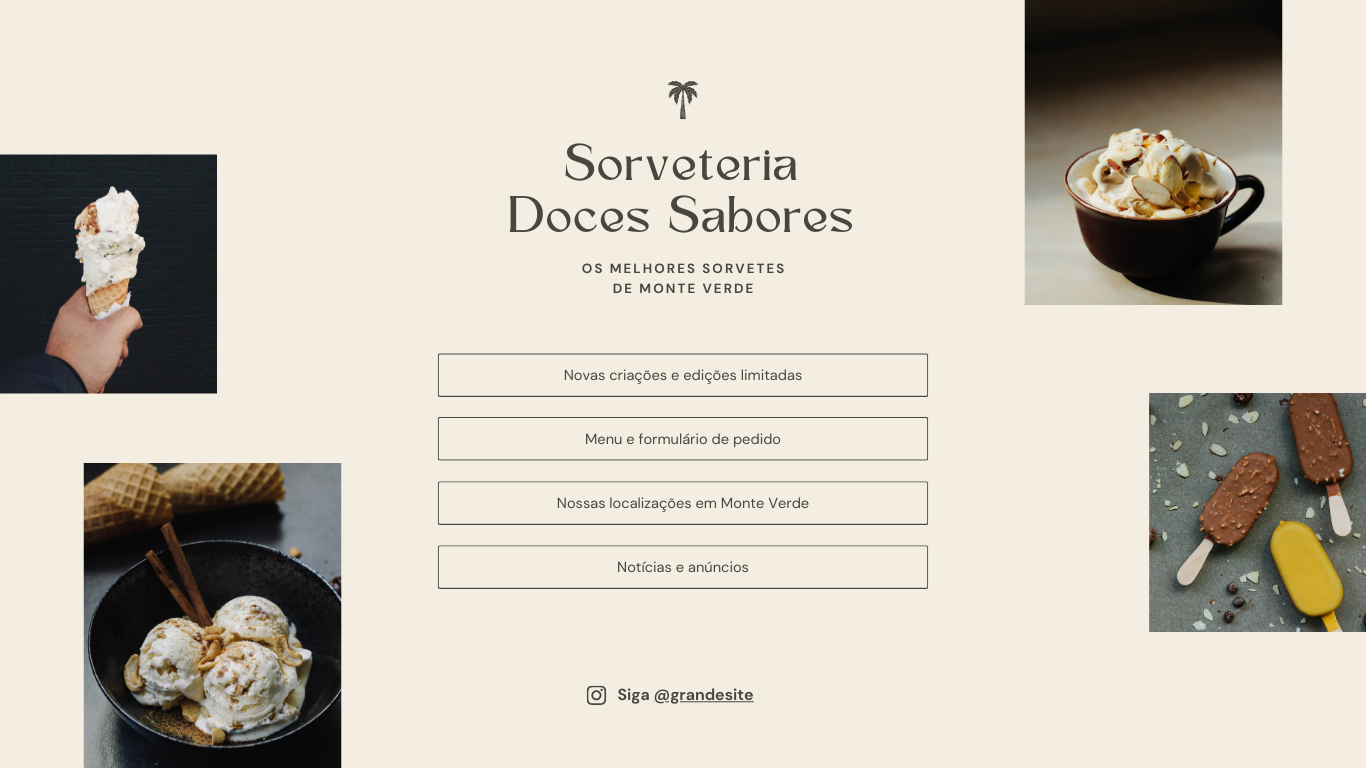 Sorveteria
Doces Sabores
OS MELHORES SORVETES
DE MONTE VERDE
Novas criações e edições limitadas
Menu e formulário de pedido
Nossas localizações em Monte Verde
Notícias e anúncios
Siga @grandesite